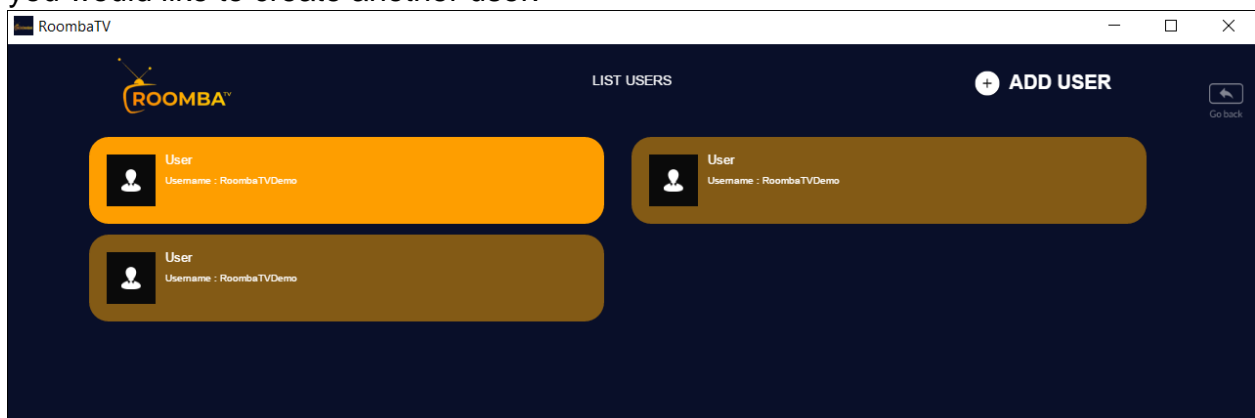 you would like to create another user.
RoombaTV
LIST USERS
ADD USER
ROOMBA TV
Go back
User
Username : RoombaTVDemo
User
Username : RoombaTVDemo
User
Username : RoombaTVDemo